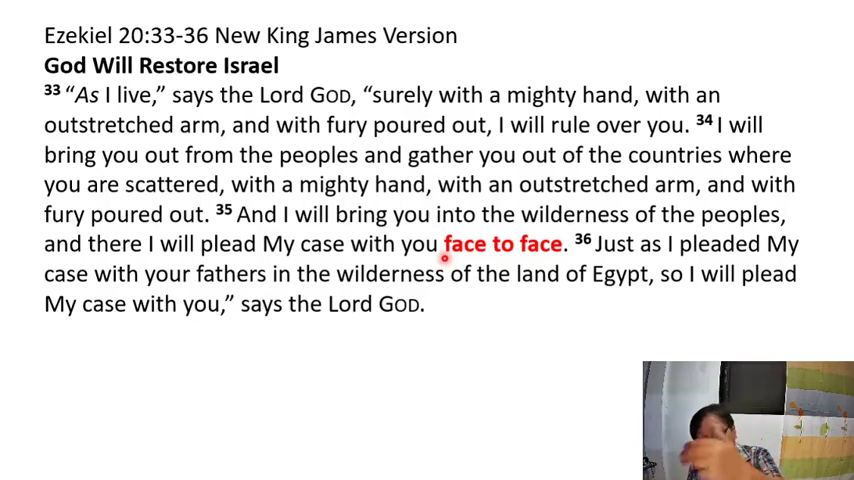 Ezekiel 20:33-36 New King James Version
God Will Restore Israel
33 “As I live,” says the Lord GOD, “surely with a mighty hand, with an
outstretched arm, and with fury poured out, I will rule over you. 34 I will
bring you out from the peoples and gather you out of the countries where
you are scattered, with a mighty hand, with an outstretched arm, and with
fury poured out. 35 And I will bring you into the wilderness of the peoples,
and there I will plead My case with you face to face. 36 Just as I pleaded My
case with your fathers in the wilderness of the land of Egypt, so I will plead
My case with you,” says the Lord GOD.